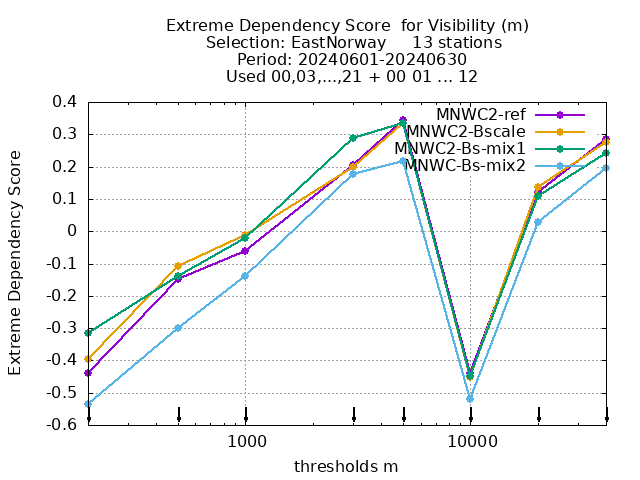 Extreme Dependency Score  for Visibility (m)
Selection: EastNorway     13 stations
Period: 20240601-20240630
Used 00,03,...,21 + 00 01 ... 12
Extreme Dependency Score
0.4
0.3
0.2
0.1
0
-0.1
-0.2
-0.3
-0.4
-0.5
-0.6
MNWC2-ref
MNWC2-Bscale
MNWC2-Bs-mix1
MNWC-Bs-mix2
1000
10000
thresholds m